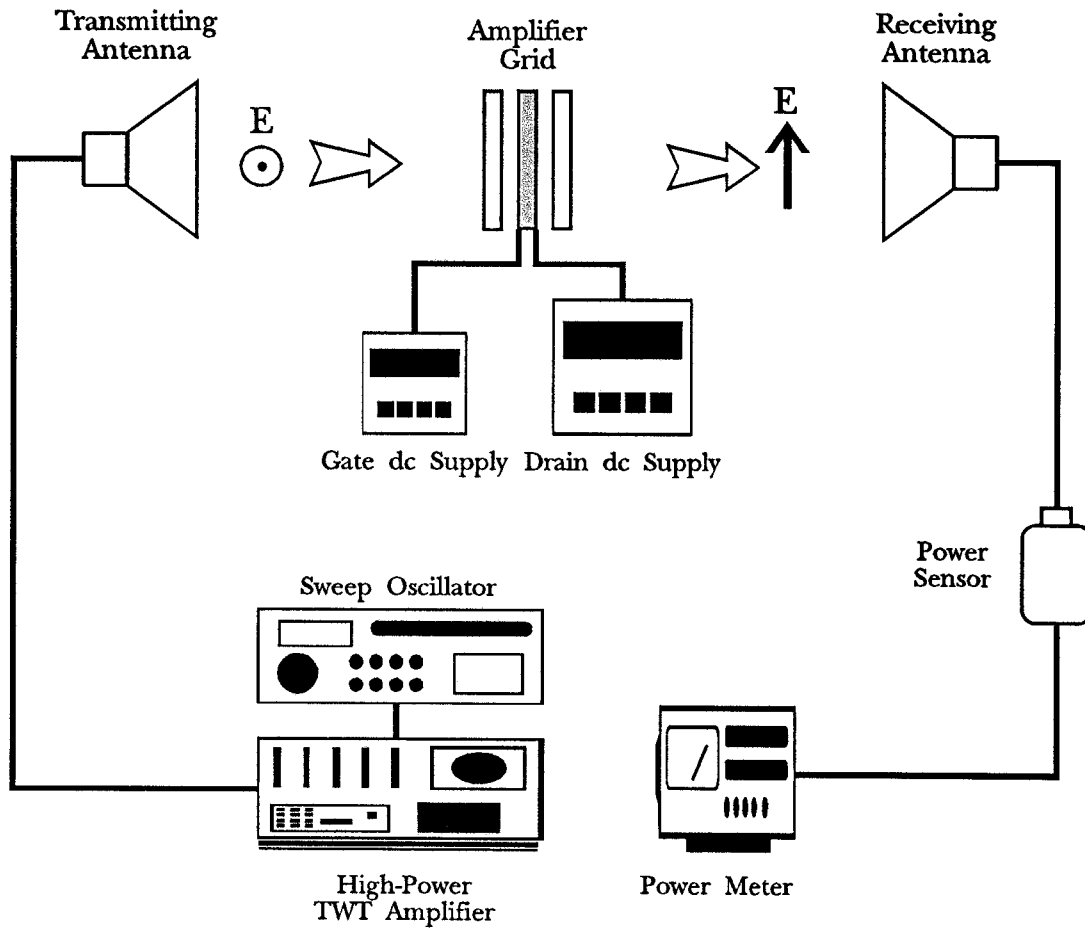 Transmitting
Antenna
Amplifier
Grid
Receiving
Antenna
E
E
Gate dc Supply
Drain dc Supply
Power
Sensor
Sweep Oscillator
High-Power
TWT Amplifier
Power Meter